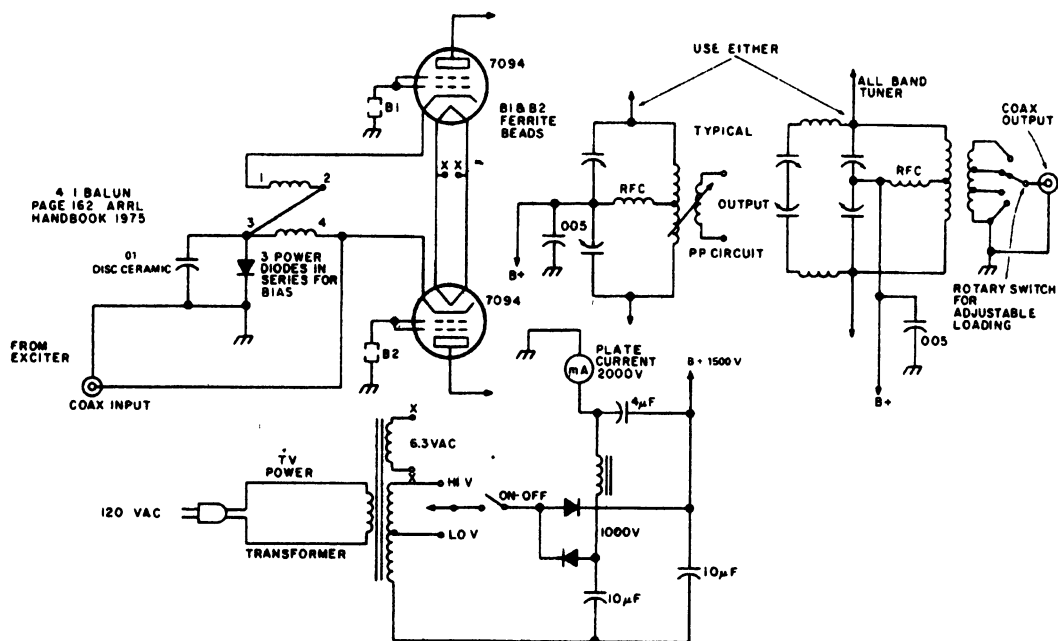 7094
B1
B1 & B2
FERRITE
BEADS
X X
1
2
4 1 BALUN
PAGE 162 ARRL
HANDBOOK 1975
3
4
01
DISC CERAMIC
3 POWER
DIODES IN
SERIES FOR
BIAS
7094
B2
FROM
EXCITER
COAX INPUT
USE EITHER
TYPICAL
RFC
OUTPUT
005
B+
PP CIRCUIT
ALL BAND
TUNER
COAX
OUTPUT
RFC
ROTARY SWITCH
FOR
ADJUSTABLE
LOADING
005
B+
PLATE
CURRENT
2000V
mA
B+ 1500 V
4µF
X
6.3VAC
X
TV
POWER
HI V
ON-OFF
120 VAC
LO V
1000V
TRANSFORMER
10µF
10µF